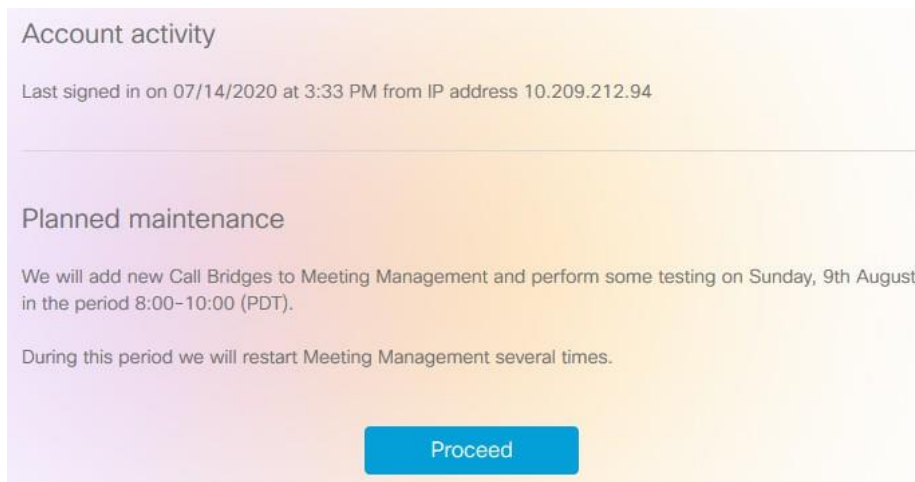 Account activity
Last signed in on 07/14/2020 at 3:33 PM from IP address 10.209.212.94
Planned maintenance
We will add new Call Bridges to Meeting Management and perform some testing on Sunday, 9th August
in the period 8:00-10:00 (PDT).
During this period we will restart Meeting Management several times.
Proceed